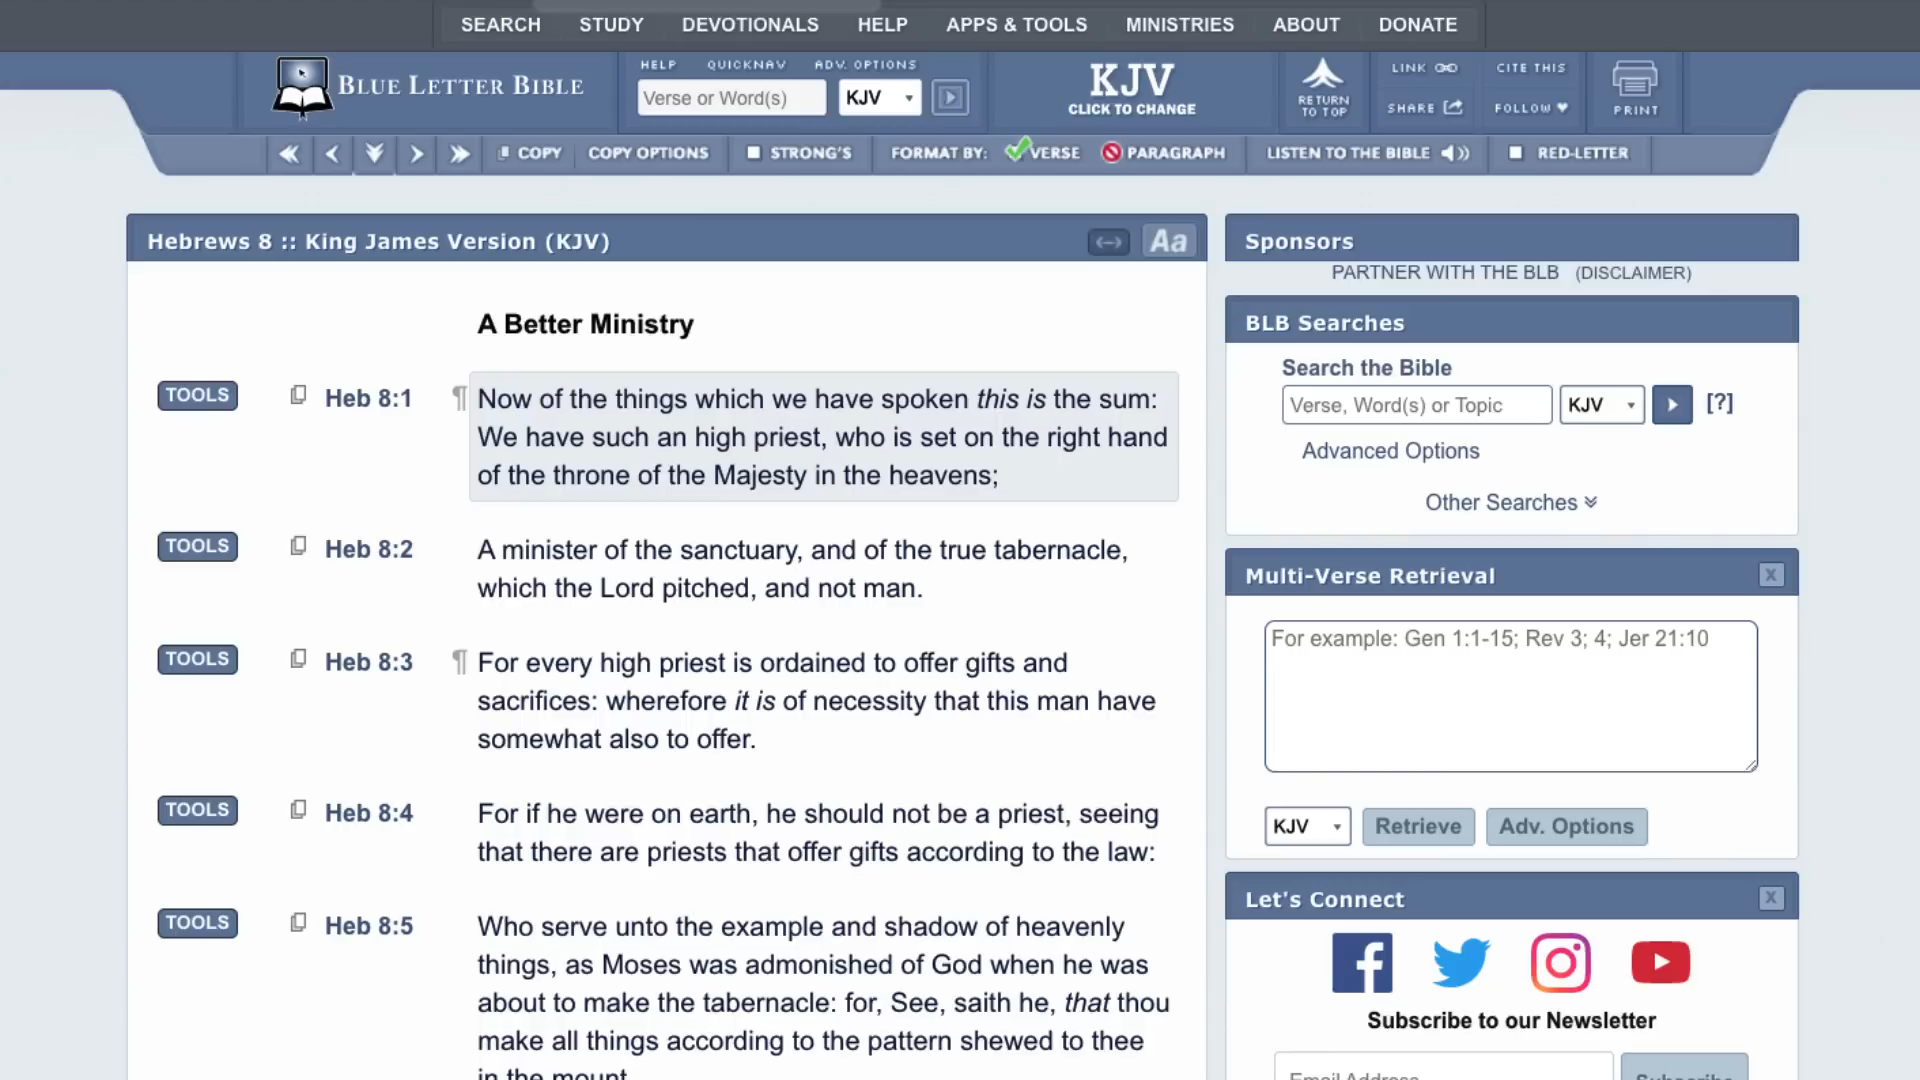 SEARCH STUDY DEVOTIONALS HELP APPS & TOOLS MINISTRIES ABOUT DONATE
BLUE LETTER BIBLE
HELP QUICKNAV ADV. OPTIONS
Verse or Word(s) KJV
KJV
CLICK TO CHANGE
RETURN
TO TOP
LINK
SHARE
CITE THIS
FOLLOW
PRINT
COPY COPY OPTIONS STRONG'S FORMAT BY: VERSE PARAGRAPH LISTEN TO THE BIBLE RED-LETTER
Hebrews 8 :: King James Version (KJV) Aa
A Better Ministry
TOOLS Heb 8:1 ¶ Now of the things which we have spoken this is the sum:
We have such an high priest, who is set on the right hand
of the throne of the Majesty in the heavens;
TOOLS Heb 8:2 A minister of the sanctuary, and of the true tabernacle,
which the Lord pitched, and not man.
TOOLS Heb 8:3 ¶ For every high priest is ordained to offer gifts and
sacrifices: wherefore it is of necessity that this man have
somewhat also to offer.
TOOLS Heb 8:4 For if he were on earth, he should not be a priest, seeing
that there are priests that offer gifts according to the law:
TOOLS Heb 8:5 Who serve unto the example and shadow of heavenly
things, as Moses was admonished of God when he was
about to make the tabernacle: for, See, saith he, that thou
make all things according to the pattern shewed to thee
in the mount.
Sponsors
PARTNER WITH THE BLB (DISCLAIMER)
BLB Searches
Search the Bible
Verse, Word(s) or Topic KJV [?]
Advanced Options
Other Searches
Multi-Verse Retrieval X
For example: Gen 1:1-15; Rev 3; 4; Jer 21:10
KJV Retrieve Adv. Options
Let's Connect X
Subscribe to our Newsletter
Email Address Subscribe